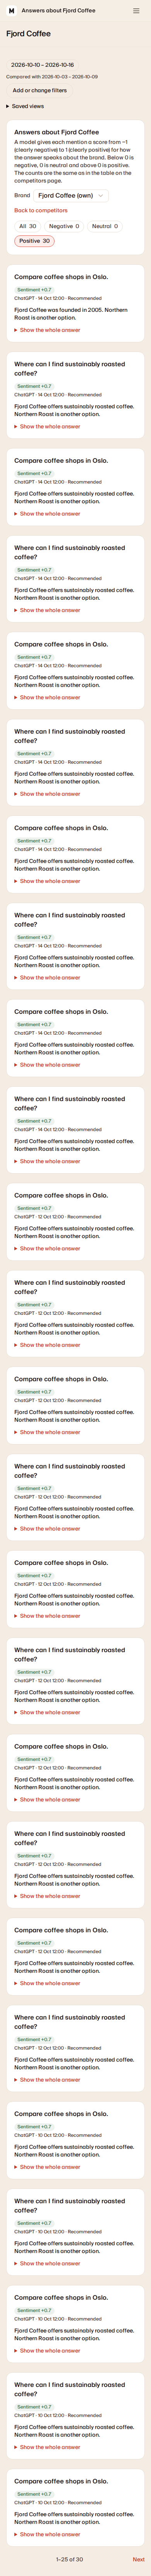 M Answers about Fjord Coffee
Fjord Coffee
2026-10-10 – 2026-10-16
Compared with 2026-10-03 – 2026-10-09
Add or change filters
▶ Saved views
Answers about Fjord Coffee
A model gives each mention a score from −1
(clearly negative) to 1 (clearly positive) for how
the answer speaks about the brand. Below 0 is
negative, 0 is neutral and above 0 is positive.
The counts are the same as in the table on the
competitors page.
Brand Fjord Coffee (own)
Back to competitors
All 30 Negative 0 Neutral 0
Positive 30
Compare coffee shops in Oslo.
Sentiment +0.7
ChatGPT · 14 Oct 12:00 · Recommended
Fjord Coffee was founded in 2005. Northern
Roast is another option.
▶ Show the whole answer
Where can I find sustainably roasted
coffee?
Sentiment +0.7
ChatGPT · 14 Oct 12:00 · Recommended
Fjord Coffee offers sustainably roasted coffee.
Northern Roast is another option.
▶ Show the whole answer
Compare coffee shops in Oslo.
Sentiment +0.7
ChatGPT · 14 Oct 12:00 · Recommended
Fjord Coffee offers sustainably roasted coffee.
Northern Roast is another option.
▶ Show the whole answer
Where can I find sustainably roasted
coffee?
Sentiment +0.7
ChatGPT · 14 Oct 12:00 · Recommended
Fjord Coffee offers sustainably roasted coffee.
Northern Roast is another option.
▶ Show the whole answer
Compare coffee shops in Oslo.
Sentiment +0.7
ChatGPT · 14 Oct 12:00 · Recommended
Fjord Coffee offers sustainably roasted coffee.
Northern Roast is another option.
▶ Show the whole answer
Where can I find sustainably roasted
coffee?
Sentiment +0.7
ChatGPT · 14 Oct 12:00 · Recommended
Fjord Coffee offers sustainably roasted coffee.
Northern Roast is another option.
▶ Show the whole answer
Compare coffee shops in Oslo.
Sentiment +0.7
ChatGPT · 14 Oct 12:00 · Recommended
Fjord Coffee offers sustainably roasted coffee.
Northern Roast is another option.
▶ Show the whole answer
Where can I find sustainably roasted
coffee?
Sentiment +0.7
ChatGPT · 14 Oct 12:00 · Recommended
Fjord Coffee offers sustainably roasted coffee.
Northern Roast is another option.
▶ Show the whole answer
Compare coffee shops in Oslo.
Sentiment +0.7
ChatGPT · 14 Oct 12:00 · Recommended
Fjord Coffee offers sustainably roasted coffee.
Northern Roast is another option.
▶ Show the whole answer
Where can I find sustainably roasted
coffee?
Sentiment +0.7
ChatGPT · 14 Oct 12:00 · Recommended
Fjord Coffee offers sustainably roasted coffee.
Northern Roast is another option.
▶ Show the whole answer
Compare coffee shops in Oslo.
Sentiment +0.7
ChatGPT · 12 Oct 12:00 · Recommended
Fjord Coffee offers sustainably roasted coffee.
Northern Roast is another option.
▶ Show the whole answer
Where can I find sustainably roasted
coffee?
Sentiment +0.7
ChatGPT · 12 Oct 12:00 · Recommended
Fjord Coffee offers sustainably roasted coffee.
Northern Roast is another option.
▶ Show the whole answer
Compare coffee shops in Oslo.
Sentiment +0.7
ChatGPT · 12 Oct 12:00 · Recommended
Fjord Coffee offers sustainably roasted coffee.
Northern Roast is another option.
▶ Show the whole answer
Where can I find sustainably roasted
coffee?
Sentiment +0.7
ChatGPT · 12 Oct 12:00 · Recommended
Fjord Coffee offers sustainably roasted coffee.
Northern Roast is another option.
▶ Show the whole answer
Compare coffee shops in Oslo.
Sentiment +0.7
ChatGPT · 12 Oct 12:00 · Recommended
Fjord Coffee offers sustainably roasted coffee.
Northern Roast is another option.
▶ Show the whole answer
Where can I find sustainably roasted
coffee?
Sentiment +0.7
ChatGPT · 12 Oct 12:00 · Recommended
Fjord Coffee offers sustainably roasted coffee.
Northern Roast is another option.
▶ Show the whole answer
Compare coffee shops in Oslo.
Sentiment +0.7
ChatGPT · 12 Oct 12:00 · Recommended
Fjord Coffee offers sustainably roasted coffee.
Northern Roast is another option.
▶ Show the whole answer
Where can I find sustainably roasted
coffee?
Sentiment +0.7
ChatGPT · 12 Oct 12:00 · Recommended
Fjord Coffee offers sustainably roasted coffee.
Northern Roast is another option.
▶ Show the whole answer
Compare coffee shops in Oslo.
Sentiment +0.7
ChatGPT · 12 Oct 12:00 · Recommended
Fjord Coffee offers sustainably roasted coffee.
Northern Roast is another option.
▶ Show the whole answer
Where can I find sustainably roasted
coffee?
Sentiment +0.7
ChatGPT · 12 Oct 12:00 · Recommended
Fjord Coffee offers sustainably roasted coffee.
Northern Roast is another option.
▶ Show the whole answer
Compare coffee shops in Oslo.
Sentiment +0.7
ChatGPT · 10 Oct 12:00 · Recommended
Fjord Coffee offers sustainably roasted coffee.
Northern Roast is another option.
▶ Show the whole answer
Where can I find sustainably roasted
coffee?
Sentiment +0.7
ChatGPT · 10 Oct 12:00 · Recommended
Fjord Coffee offers sustainably roasted coffee.
Northern Roast is another option.
▶ Show the whole answer
Compare coffee shops in Oslo.
Sentiment +0.7
ChatGPT · 10 Oct 12:00 · Recommended
Fjord Coffee offers sustainably roasted coffee.
Northern Roast is another option.
▶ Show the whole answer
Where can I find sustainably roasted
coffee?
Sentiment +0.7
ChatGPT · 10 Oct 12:00 · Recommended
Fjord Coffee offers sustainably roasted coffee.
Northern Roast is another option.
▶ Show the whole answer
Compare coffee shops in Oslo.
Sentiment +0.7
ChatGPT · 10 Oct 12:00 · Recommended
Fjord Coffee offers sustainably roasted coffee.
Northern Roast is another option.
▶ Show the whole answer
1–25 of 30 Next